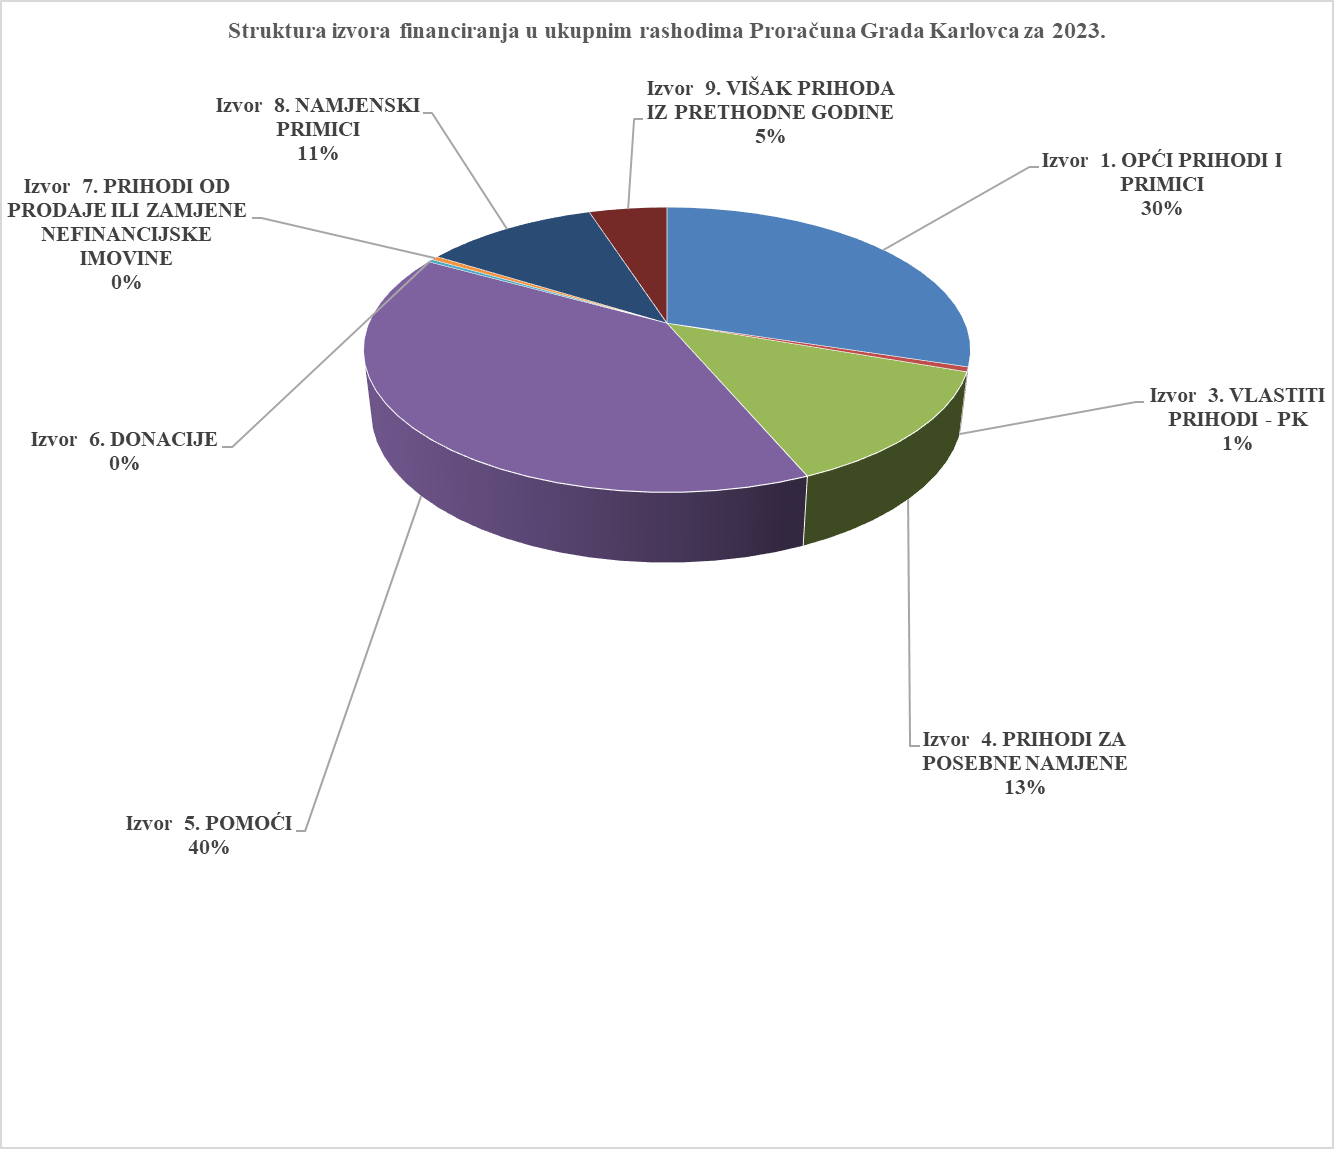 Struktura izvora financiranja u ukupnim rashodima Proračuna Grada Karlovca za 2023.
Izvor 9. VIŠAK PRIHODA
IZ PRETHODNE GODINE
5%
Izvor 8. NAMJENSKI
PRIMICI
11%
Izvor 1. OPĆI PRIHODI I
PRIMICI
30%
Izvor 7. PRIHODI OD
PRODAJE ILI ZAMJENE
NEFINANCIJSKE
IMOVINE
0%
Izvor 3. VLASTITI
PRIHODI - PK
1%
Izvor 6. DONACIJE
0%
Izvor 4. PRIHODI ZA
POSEBNE NAMJENE
13%
Izvor 5. POMOĆI
40%